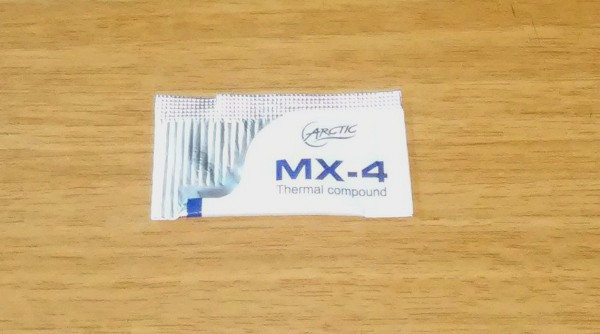 ARCTIC
MX-4
Thermal compound